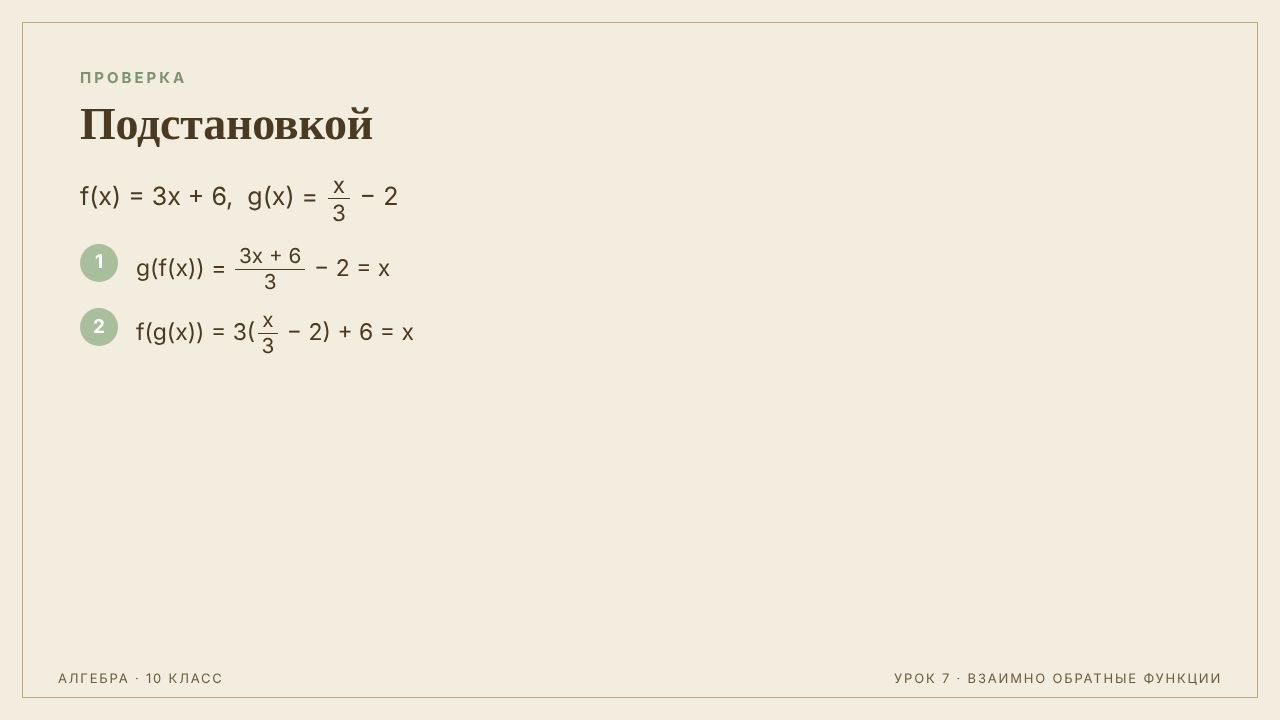 ПРОВЕРКА
Подстановкой
f(x) = 3x + 6, g(x) = x/3 − 2
1 g(f(x)) = (3x + 6)/3 − 2 = x
2 f(g(x)) = 3(x/3 − 2) + 6 = x
АЛГЕБРА · 10 КЛАСС
УРОК 7 · ВЗАИМНО ОБРАТНЫЕ ФУНКЦИИ